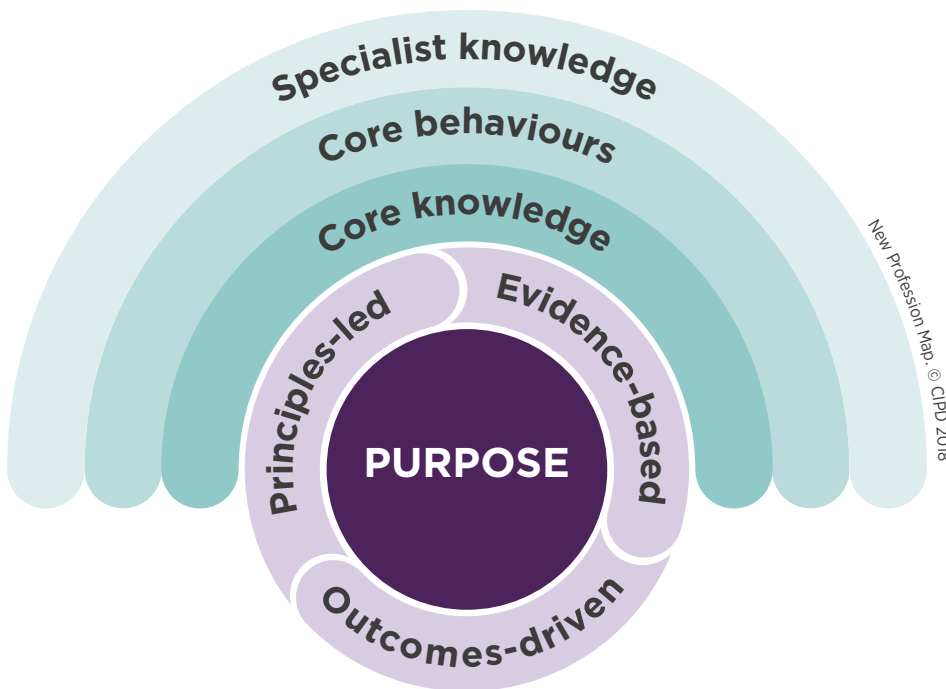 Specialist knowledge
Core behaviours
Core knowledge
Principles-led
Evidence-based
PURPOSE
Outcomes-driven
New Profession Map. © CIPD 2018